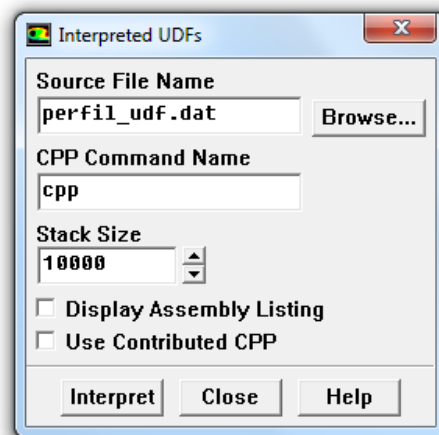 Interpreted UDFs
Source File Name
perfil_udf.dat
Browse...
CPP Command Name
cpp
Stack Size
10000
Display Assembly Listing
Use Contributed CPP
Interpret Close Help